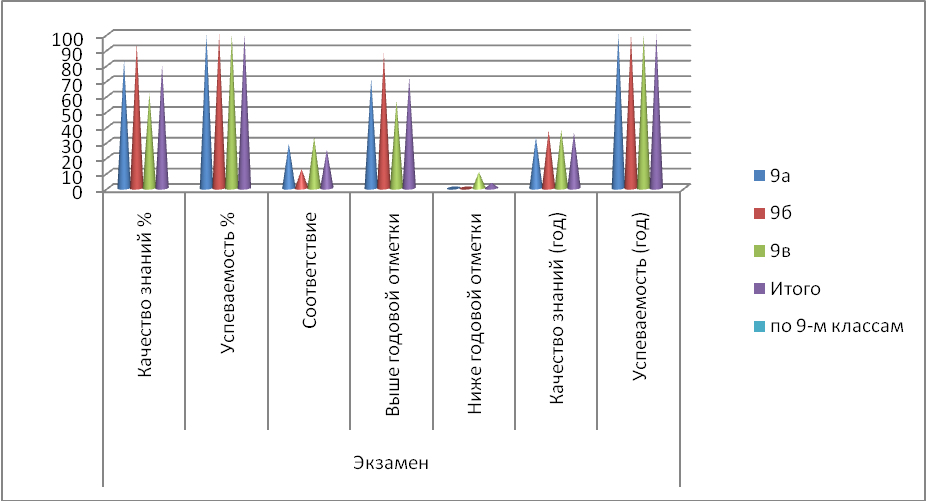 100
90
80
70
60
50
40
30
20
10
0
Качество знаний %
Успеваемость %
Соответствие
Выше годовой отметки
Ниже годовой отметки
Качество знаний (год)
Успеваемость (год)
Экзамен
9а
9б
9в
Итого
по 9-м классам